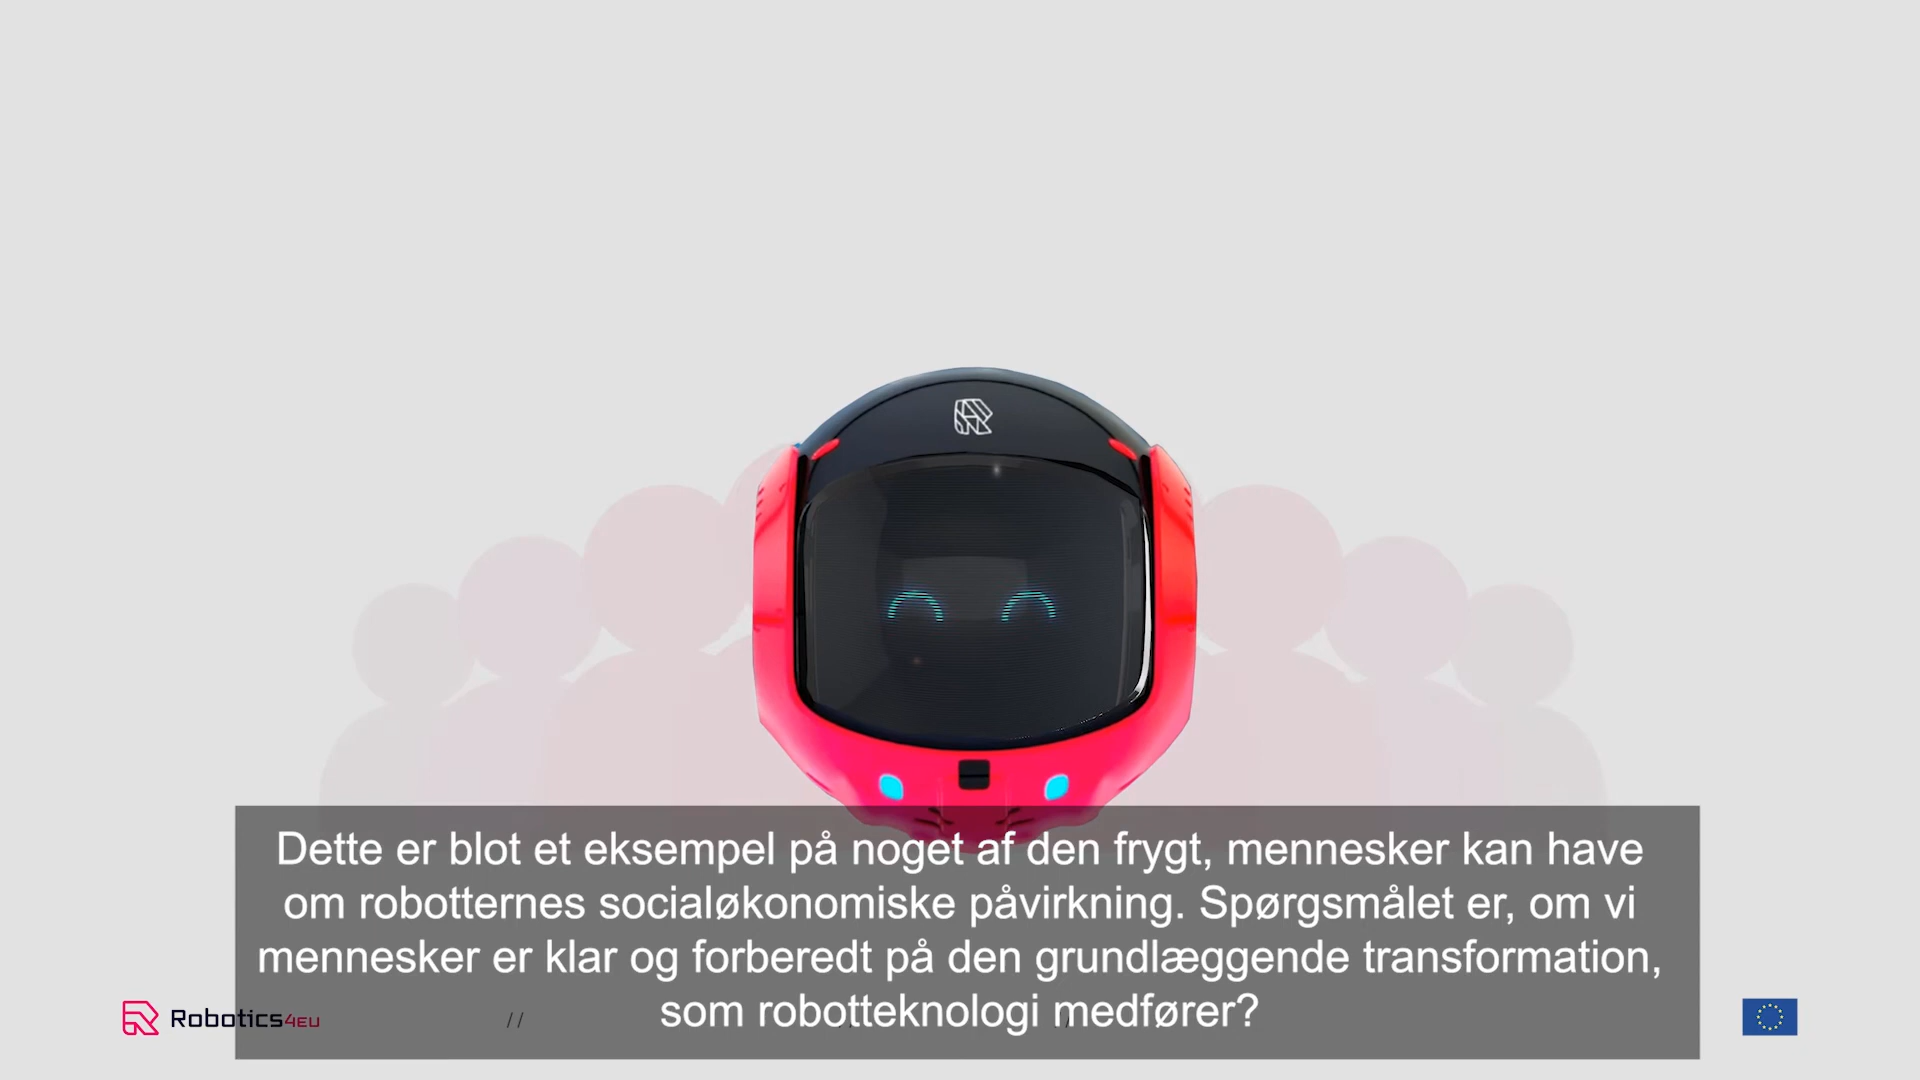 Dette er blot et eksempel på noget af den frygt, mennesker kan have
om robotternes socialøkonomiske påvirkning. Spørgsmålet er, om vi
mennesker er klar og forberedt på den grundlæggende transformation,
som robotteknologi medfører?
Robotics4EU
//